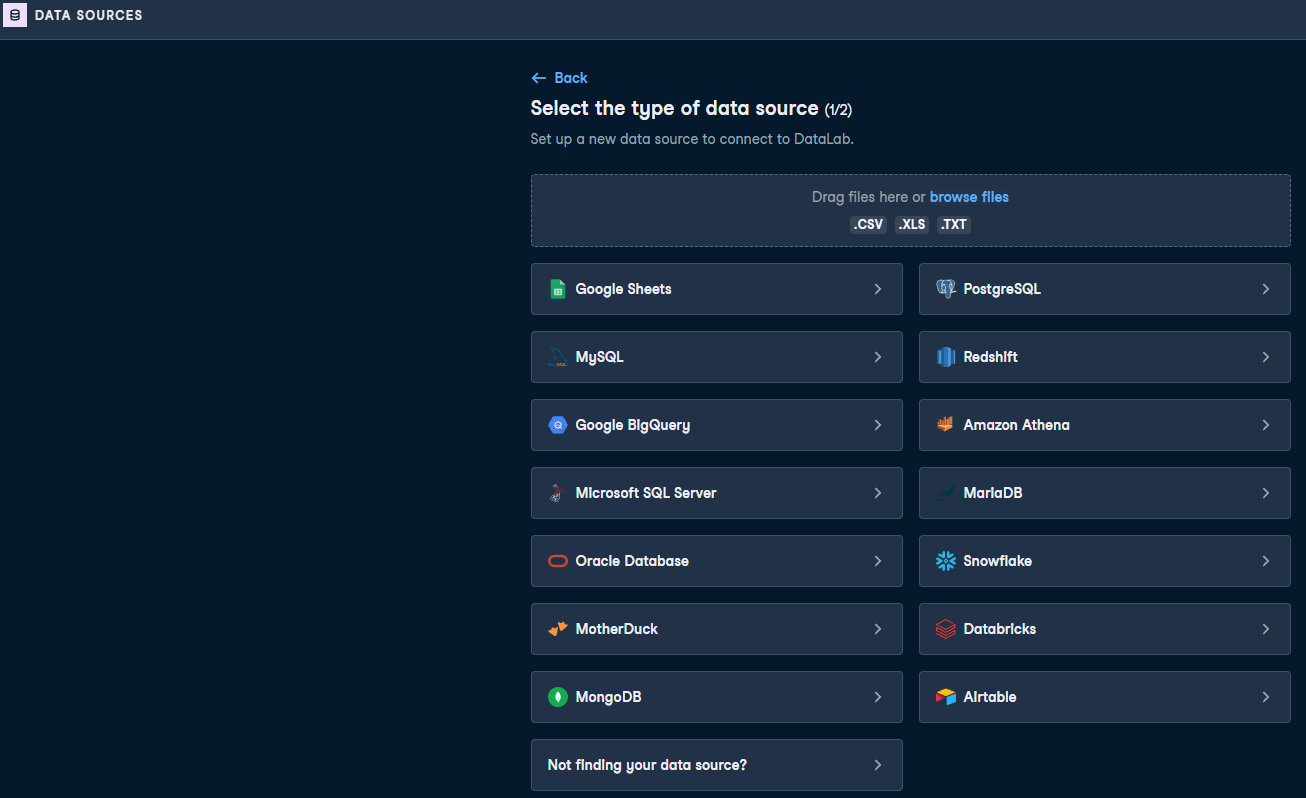 DATA SOURCES
Back
Select the type of data source (1/2)
Set up a new data source to connect to DataLab.
Drag files here or browse files
.CSV .XLS .TXT
Google Sheets
PostgreSQL
MySQL
Redshift
Google BigQuery
Amazon Athena
Microsoft SQL Server
MariaDB
Oracle Database
Snowflake
MotherDuck
Databricks
MongoDB
Airtable
Not finding your data source?